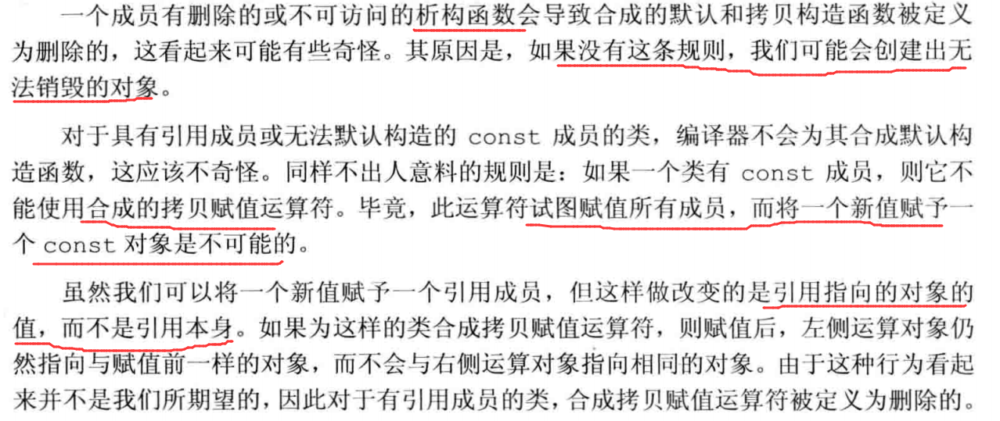 一个成员有删除的或不可访问的析构函数会导致合成的默认和拷贝构造函数被定义
为删除的，这看起来可能有些奇怪。其原因是，如果没有这条规则，我们可能会创建出无
法销毁的对象。
对于具有引用成员或无法默认构造的 const 成员的类，编译器不会为其合成默认构
造函数，这应该不奇怪。同样不出人意料的规则是：如果一个类有 const 成员，则它不
能使用合成的拷贝赋值运算符。毕竟，此运算符试图赋值所有成员，而将一个新值赋予一
个 const 对象是不可能的。
虽然我们可以将一个新值赋予一个引用成员，但这样做改变的是引用指向的对象的
值，而不是引用本身。如果为这样的类合成拷贝赋值运算符，则赋值后，左侧运算对象仍
然指向与赋值前一样的对象，而不会与右侧运算对象指向相同的对象。由于这种行为看起
来并不是我们所期望的，因此对于有引用成员的类，合成拷贝赋值运算符被定义为删除的。